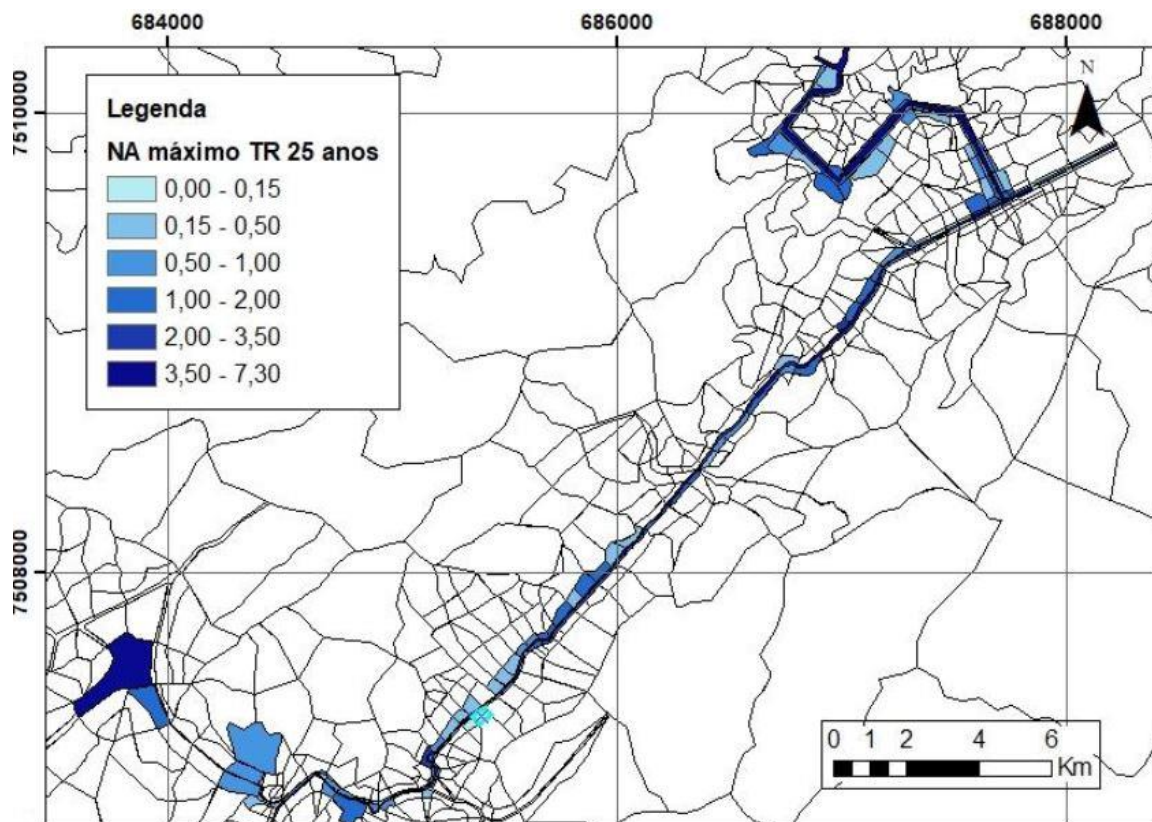 684000 686000 688000
7510000
7508000
N
Legenda
NA máximo TR 25 anos
0,00 - 0,15
0,15 - 0,50
0,50 - 1,00
1,00 - 2,00
2,00 - 3,50
3,50 - 7,30
0 1 2 4 6
Km